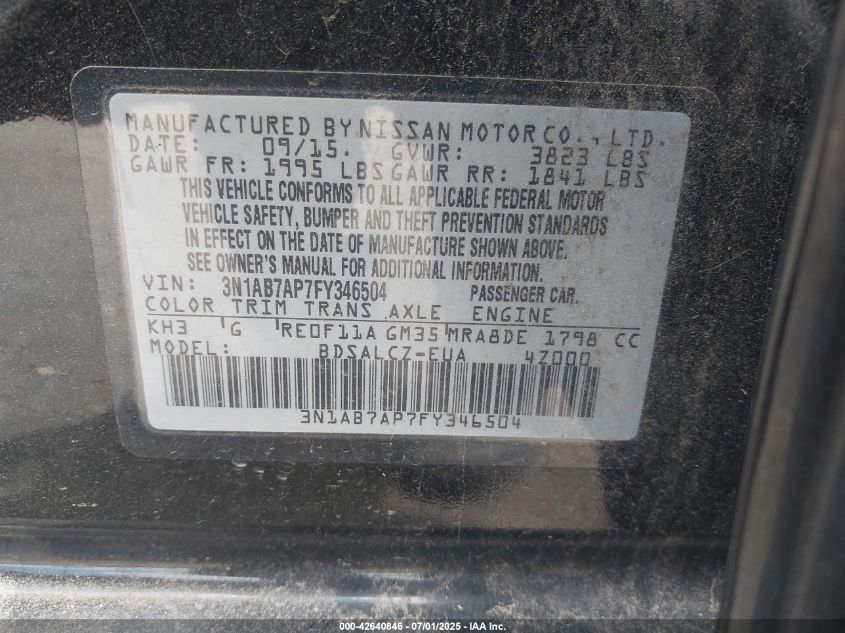 MANUFACTURED BY NISSAN MOTOR CO., LTD.
DATE: 09/15. GVWR: 3823 LBS
GAWR FR: 1995 LBS GAWR RR: 1841 LBS
THIS VEHICLE CONFORMS TO ALL APPLICABLE FEDERAL MOTOR
VEHICLE SAFETY, BUMPER AND THEFT PREVENTION STANDARDS
IN EFFECT ON THE DATE OF MANUFACTURE SHOWN ABOVE.
SEE OWNER'S MANUAL FOR ADDITIONAL INFORMATION.
VIN: 3N1AB7AP7FY346504 PASSENGER CAR.
COLOR TRIM TRANS AXLE ENGINE
KH3 G RE0F11A GM35 MRA8DE 1798 CC
MODEL: BDSALCZ-EUA 4Z000
3N1AB7AP7FY346504
000-42640846 - 07/01/2025 - IAA Inc.